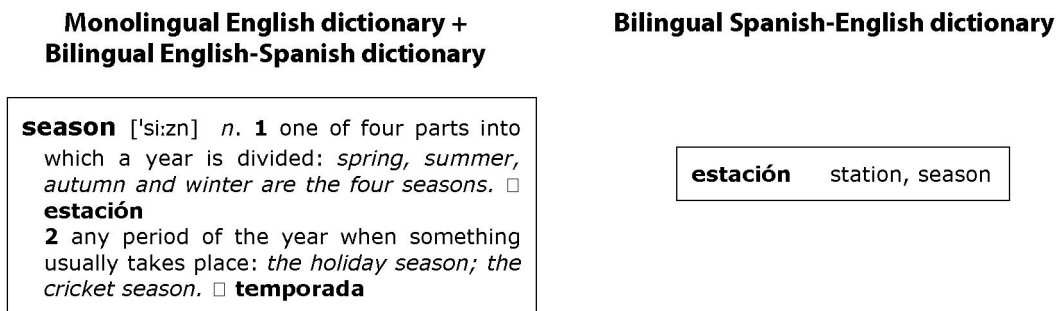 Monolingual English dictionary +
Bilingual English-Spanish dictionary
season ['si:zn] n. 1 one of four parts into
which a year is divided: spring, summer,
autumn and winter are the four seasons. □
estación
2 any period of the year when something
usually takes place: the holiday season; the
cricket season. □ temporada
Bilingual Spanish-English dictionary
estación station, season